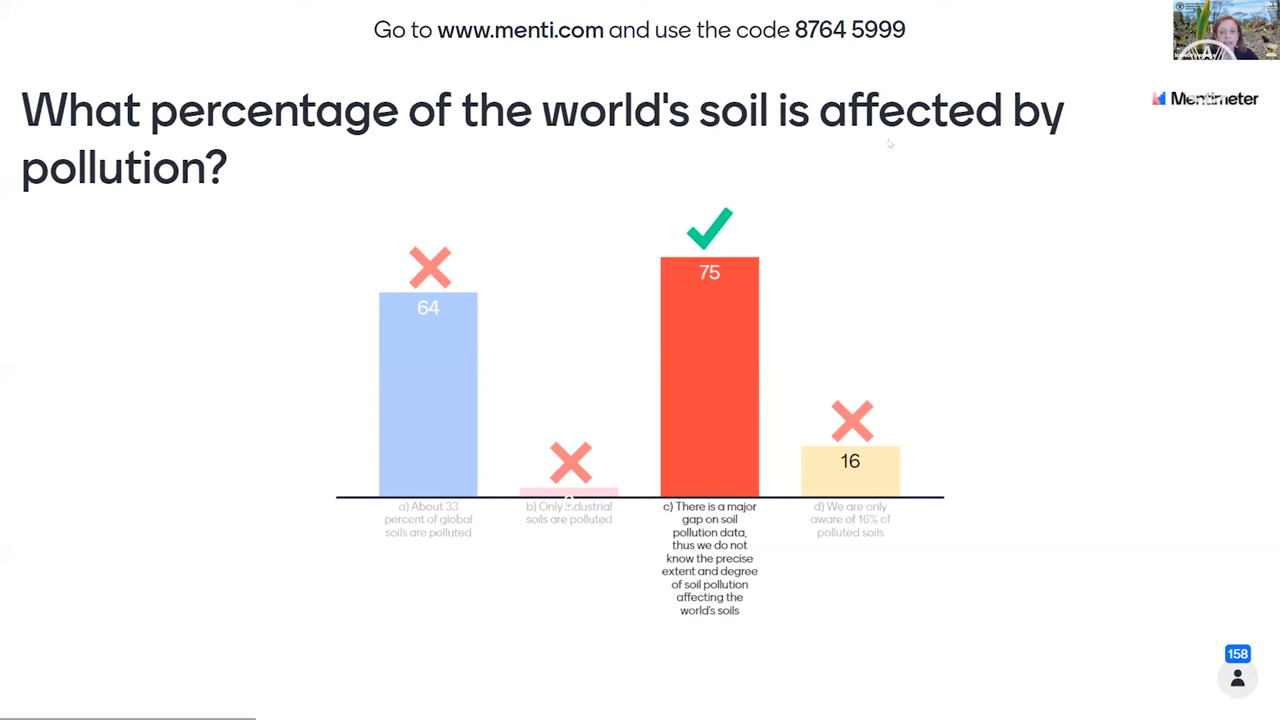 Go to www.menti.com and use the code 8764 5999
Mentimeter
What percentage of the world's soil is affected by
pollution?
64
75
16
a) About 33
percent of global
soils are polluted
b) Only industrial
soils are polluted
c) There is a major
gap on soil
pollution data,
thus we do not
know the precise
extent and degree
of soil pollution
affecting the
world's soils
d) We are only
aware of 16% of
polluted soils
158